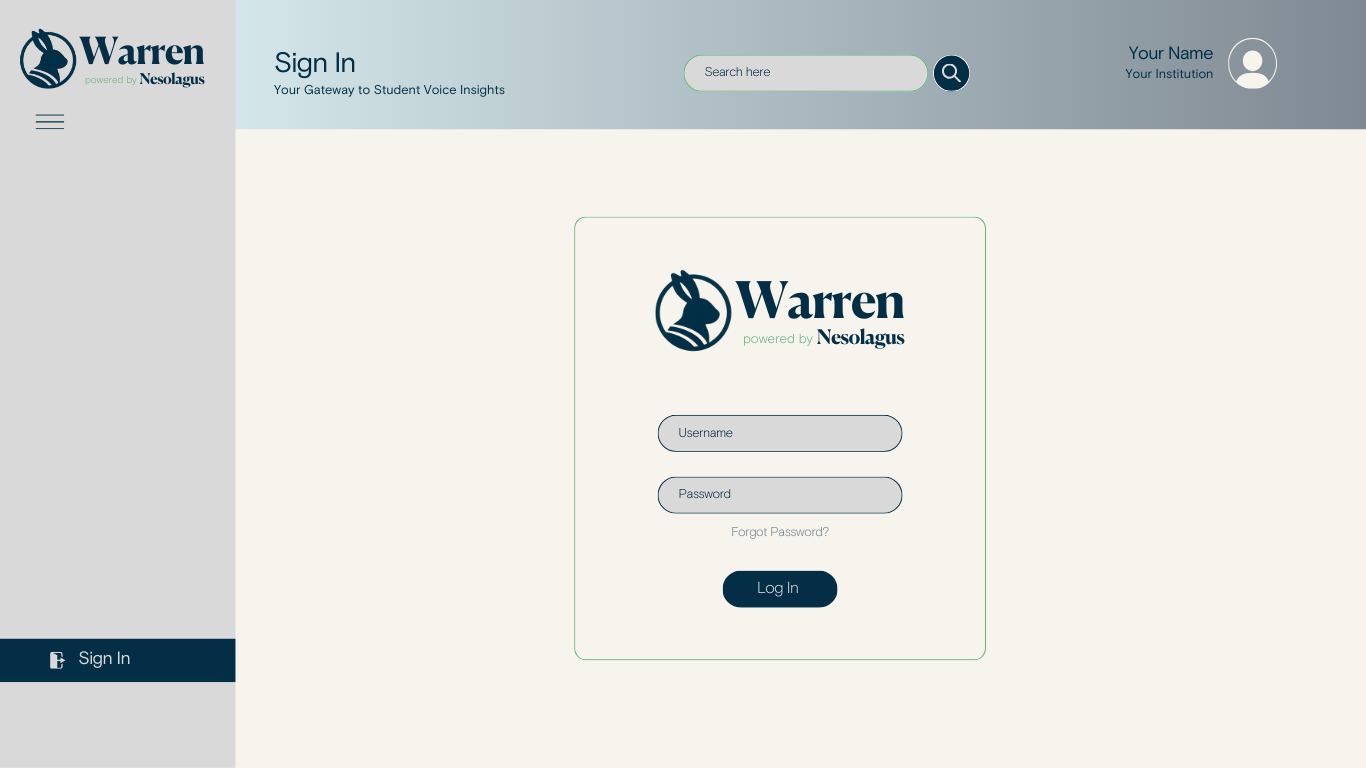 Warren
powered by Nesolagus
Sign In
Your Gateway to Student Voice Insights
Search here
Your Name
Your Institution
Warren
powered by Nesolagus
Username
Password
Forgot Password?
Log In
Sign In